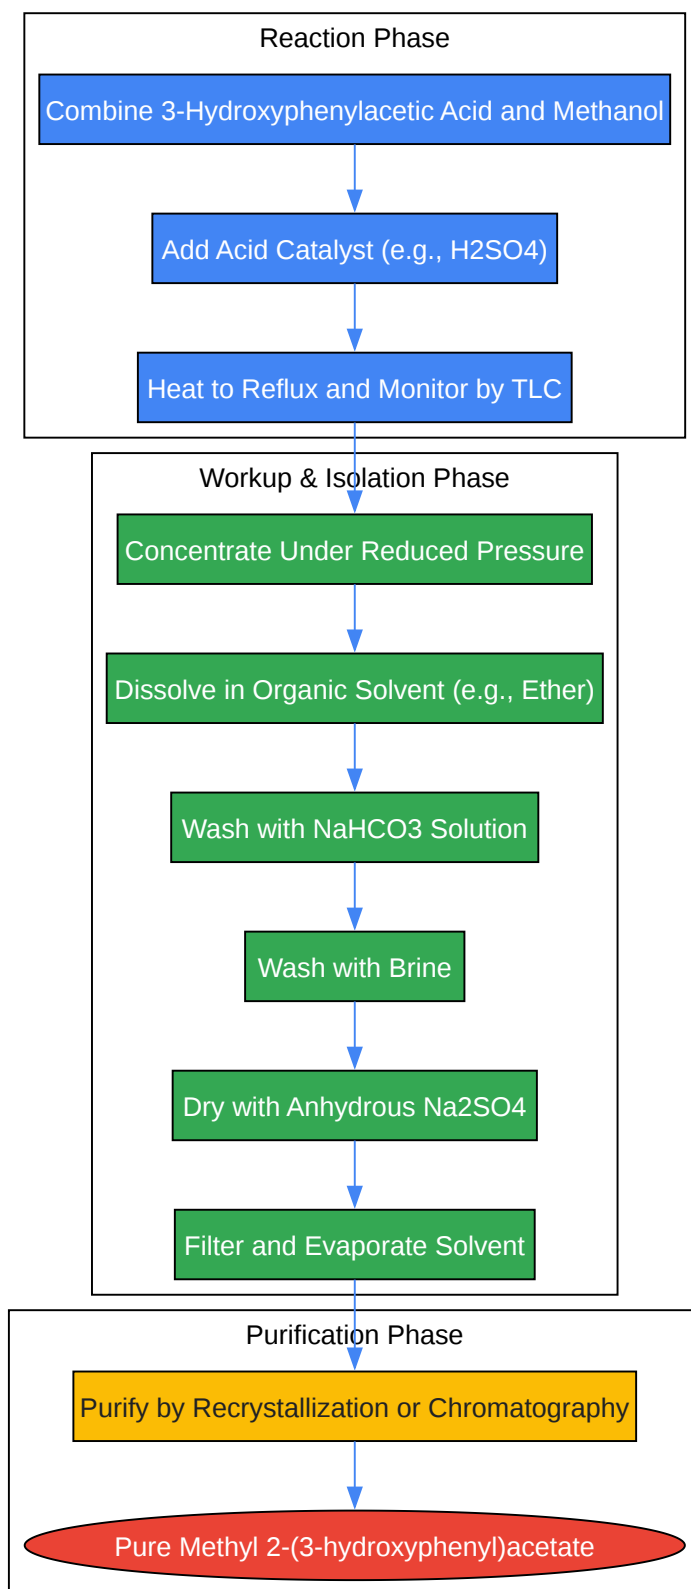 Reaction Phase
Combine 3-Hydroxyphenylacetic Acid and Methanol
Add Acid Catalyst (e.g., H2SO4)
Heat to Reflux and Monitor by TLC
Workup & Isolation Phase
Concentrate Under Reduced Pressure
Dissolve in Organic Solvent (e.g., Ether)
Wash with NaHCO3 Solution
Wash with Brine
Dry with Anhydrous Na2SO4
Filter and Evaporate Solvent
Purification Phase
Purify by Recrystallization or Chromatography
Pure Methyl 2-(3-hydroxyphenyl)acetate